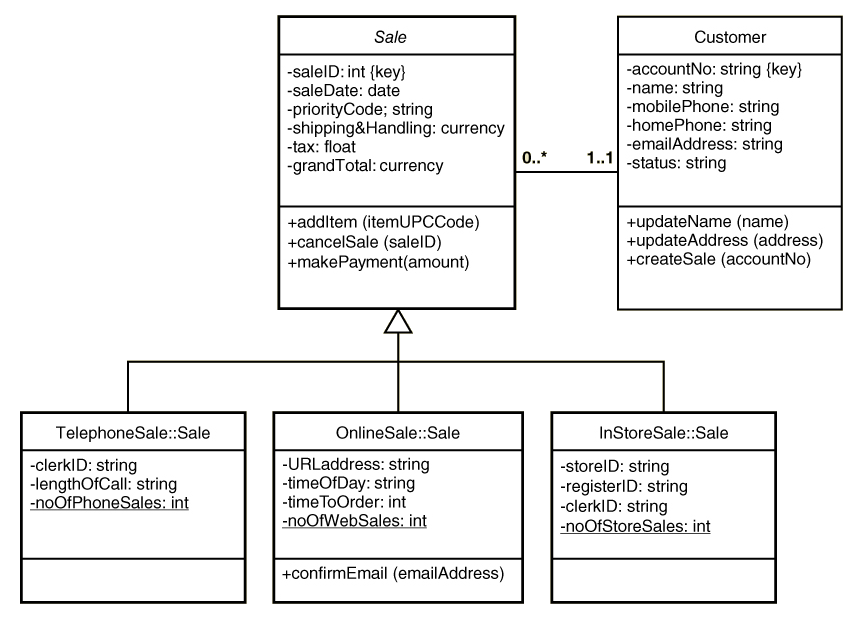 Sale
-saleID: int {key}
-saleDate: date
-priorityCode; string
-shipping&Handling: currency
-tax: float
-grandTotal: currency
+addItem (itemUPCCode)
+cancelSale (saleID)
+makePayment(amount)
0..*
1..1
Customer
-accountNo: string {key}
-name: string
-mobilePhone: string
-homePhone: string
-emailAddress: string
-status: string
+updateName (name)
+updateAddress (address)
+createSale (accountNo)
TelephoneSale::Sale
-clerkID: string
-lengthOfCall: string
-noOfPhoneSales: int
OnlineSale::Sale
-URLaddress: string
-timeOfDay: string
-timeToOrder: int
-noOfWebSales: int
+confirmEmail (emailAddress)
InStoreSale::Sale
-storeID: string
-registerID: string
-clerkID: string
-noOfStoreSales: int